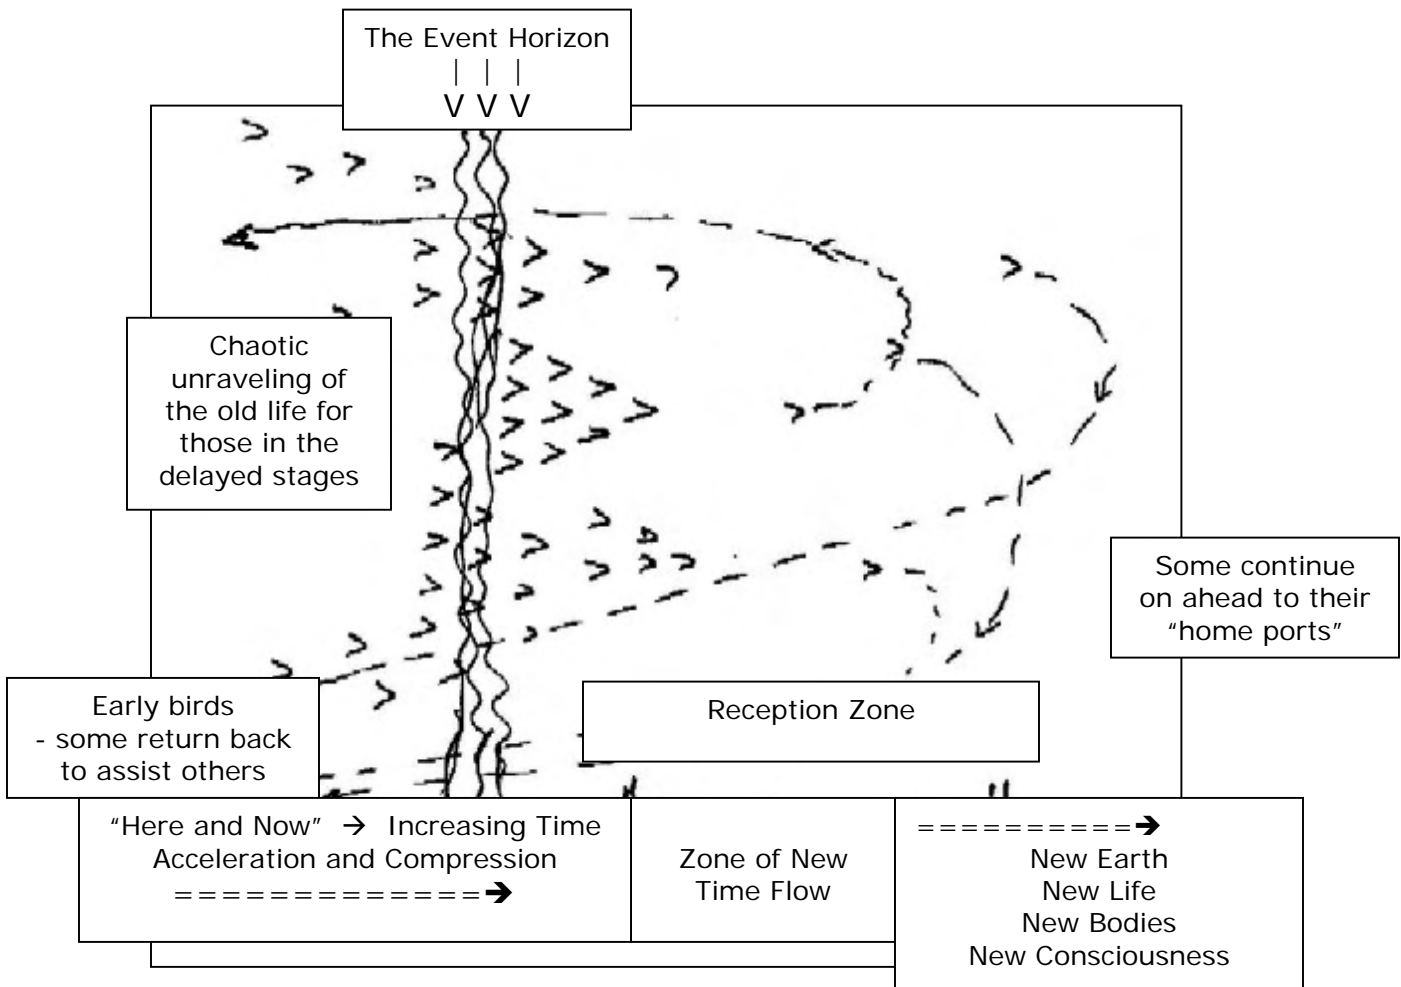 The Event Horizon
| | |
V V V
Chaotic
unraveling of
the old life for
those in the
delayed stages
Some continue
on ahead to their
“home ports”
Early birds
- some return back
to assist others
Reception Zone
“Here and Now” → Increasing Time
Acceleration and Compression
=============➔
Zone of New
Time Flow
==========➔
New Earth
New Life
New Bodies
New Consciousness